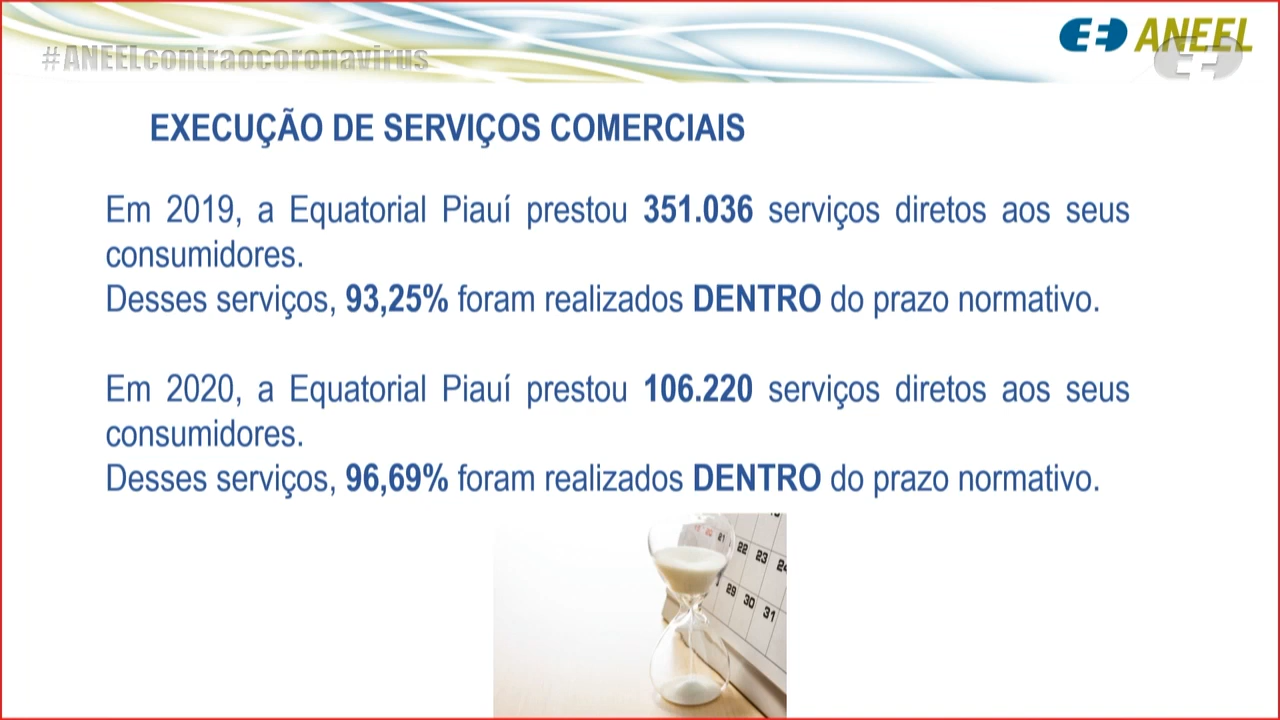 #ANEELcontraocoronavirus
ANEEL
EXECUÇÃO DE SERVIÇOS COMERCIAIS
Em 2019, a Equatorial Piauí prestou 351.036 serviços diretos aos seus
consumidores.
Desses serviços, 93,25% foram realizados DENTRO do prazo normativo.
Em 2020, a Equatorial Piauí prestou 106.220 serviços diretos aos seus
consumidores.
Desses serviços, 96,69% foram realizados DENTRO do prazo normativo.
21 22 23 24
29 30 31